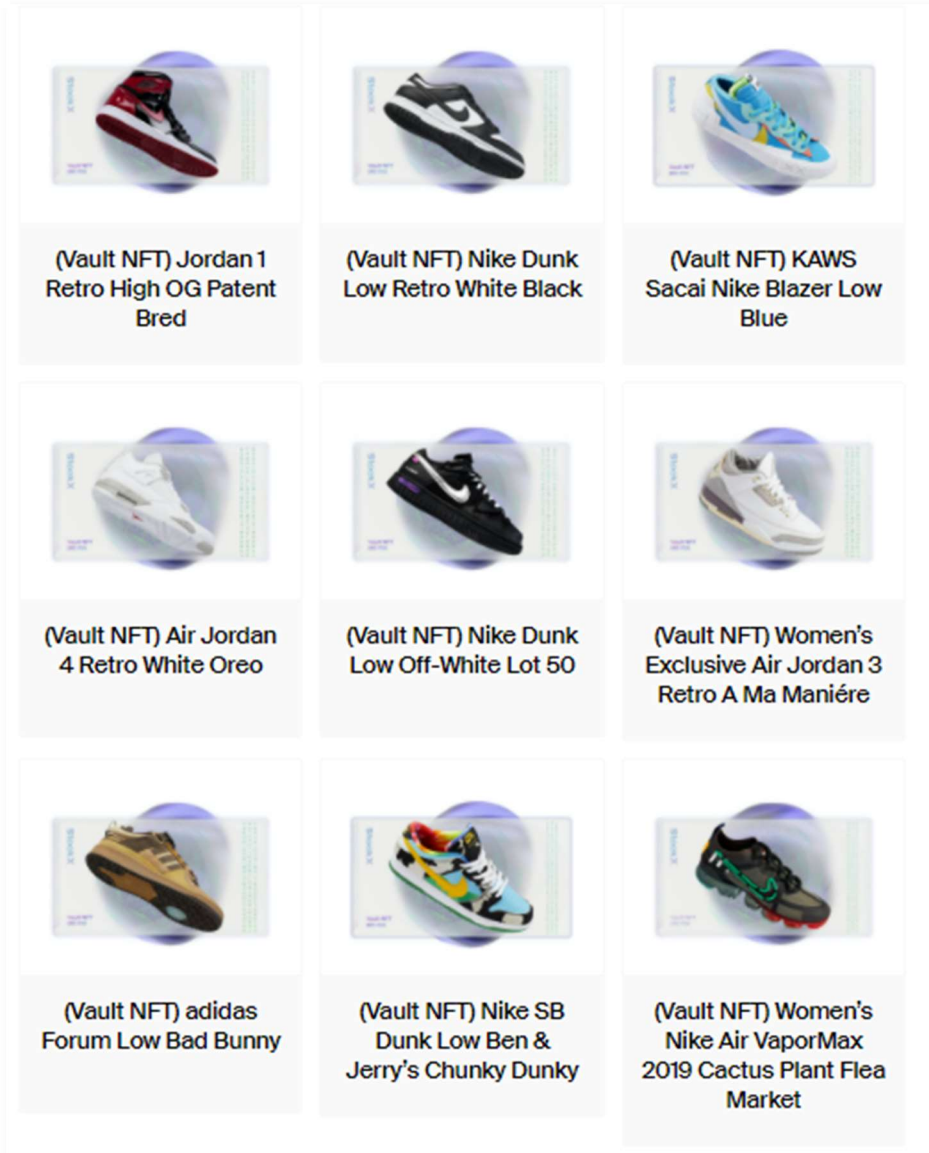 (Vault NFT) Jordan 1
Retro High OG Patent
Bred
(Vault NFT) Nike Dunk
Low Retro White Black
(Vault NFT) KAWS
Sacai Nike Blazer Low
Blue
(Vault NFT) Air Jordan
4 Retro White Oreo
(Vault NFT) Nike Dunk
Low Off-White Lot 50
(Vault NFT) Women’s
Exclusive Air Jordan 3
Retro A Ma Maniére
(Vault NFT) adidas
Forum Low Bad Bunny
(Vault NFT) Nike SB
Dunk Low Ben &
Jerry’s Chunky Dunky
(Vault NFT) Women’s
Nike Air VaporMax
2019 Cactus Plant Flea
Market